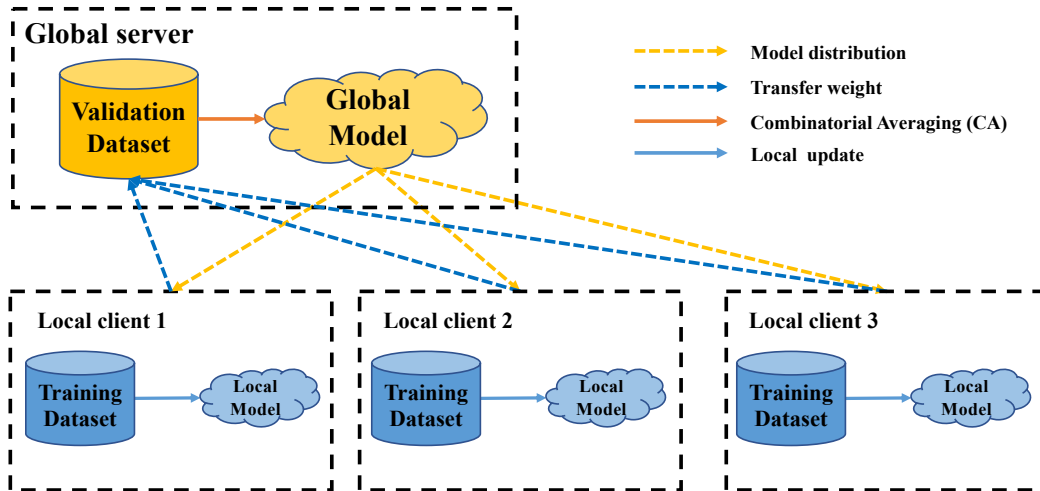 Global server
Validation
Dataset
Global
Model
Model distribution
Transfer weight
Combinatorial Averaging (CA)
Local update
Local client 1
Training
Dataset
Local
Model
Local client 2
Training
Dataset
Local
Model
Local client 3
Training
Dataset
Local
Model